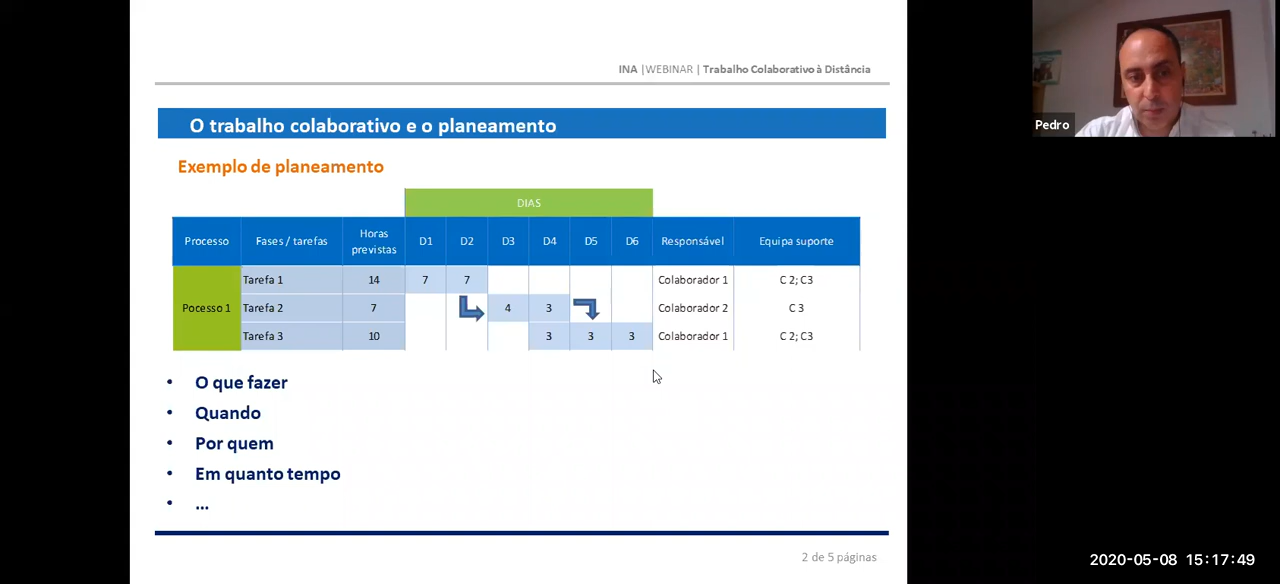 INA |WEBINAR | Trabalho Colaborativo à Distância
Pedro
O trabalho colaborativo e o planeamento
Exemplo de planeamento
DIAS
Processo Fases / tarefas Horas previstas D1 D2 D3 D4 D5 D6 Responsável Equipa suporte
Pocesso 1
Tarefa 1 14 7 7 Colaborador 1 C 2; C3
Tarefa 2 7 4 3 Colaborador 2 C 3
Tarefa 3 10 3 3 3 Colaborador 1 C 2; C3
• O que fazer
• Quando
• Por quem
• Em quanto tempo
• ...
2 de 5 páginas
2020-05-08 15:17:49